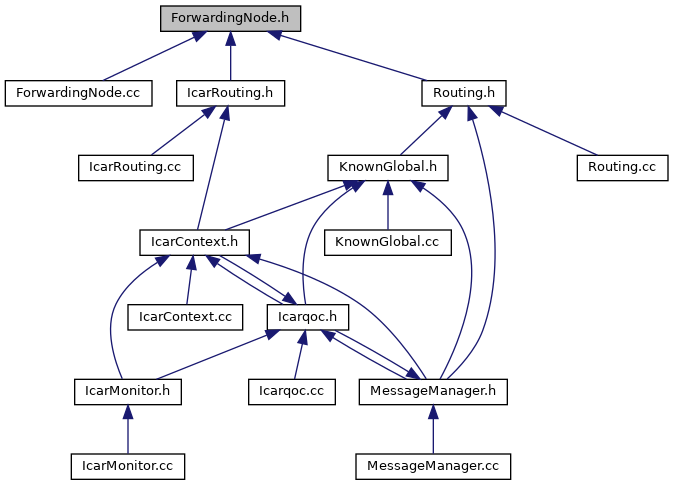 ForwardingNode.h
ForwardingNode.cc
IcarRouting.h
Routing.h
IcarRouting.cc
KnownGlobal.h
Routing.cc
IcarContext.h
KnownGlobal.cc
IcarContext.cc
Icarqoc.h
IcarMonitor.h
Icarqoc.cc
MessageManager.h
IcarMonitor.cc
MessageManager.cc